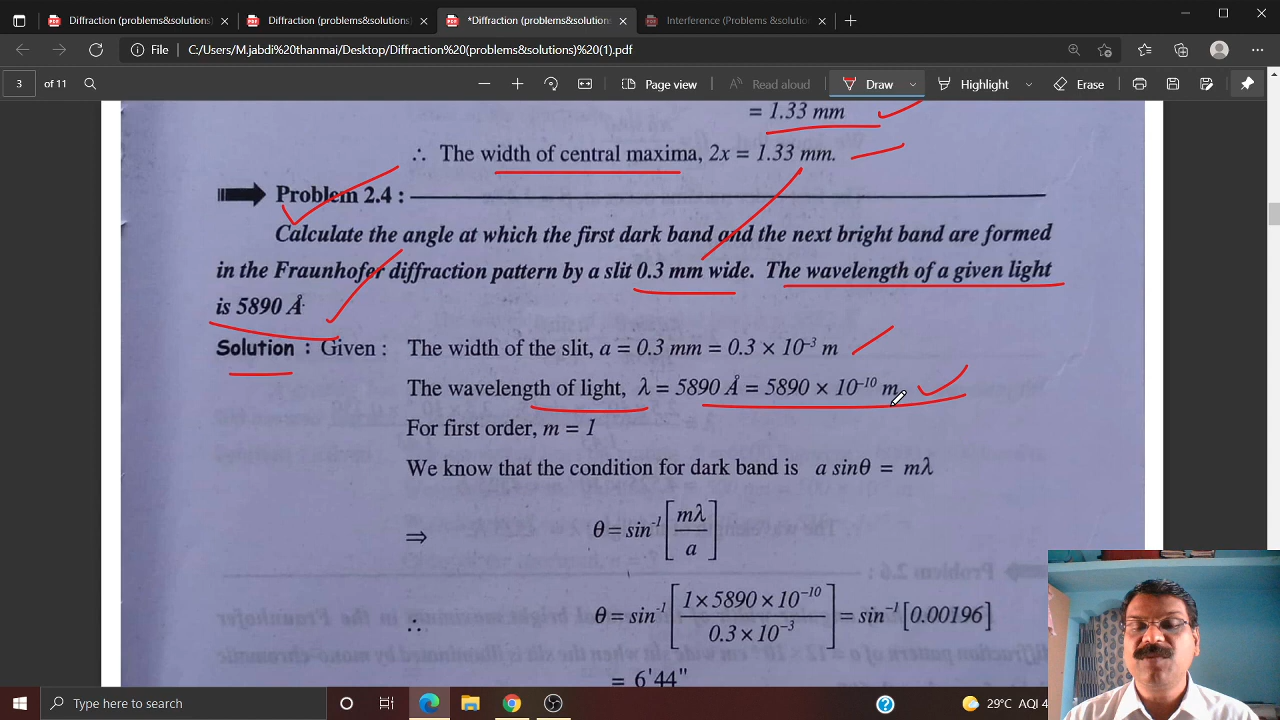 Diffraction (problems&solutions)
Diffraction (problems&solutions)
*Diffraction (problems&solutions
Interference (Problems &solution
File
C:/Users/M.jabdi%20thanmai/Desktop/Diffraction%20(problems&solutions)%20(1).pdf
3 of 11
Page view
Read aloud
Draw
Highlight
Erase
= 1.33 mm
∴ The width of central maxima, 2x = 1.33 mm.
Problem 2.4 :
Calculate the angle at which the first dark band and the next bright band are formed
in the Fraunhofer diffraction pattern by a slit 0.3 mm wide. The wavelength of a given light
is 5890 Å·
Solution : Given : The width of the slit, a = 0.3 mm = 0.3 × 10⁻³ m
The wavelength of light, λ = 5890 Å = 5890 × 10⁻¹⁰ m
For first order, m = 1
We know that the condition for dark band is a sinθ = mλ
⇒ θ = sin⁻¹ [mλ / a]
∴ θ = sin⁻¹ [1×5890×10⁻¹⁰ / 0.3×10⁻³] = sin⁻¹ [0.00196]
= 6'44"
Type here to search
29°C AQI 4